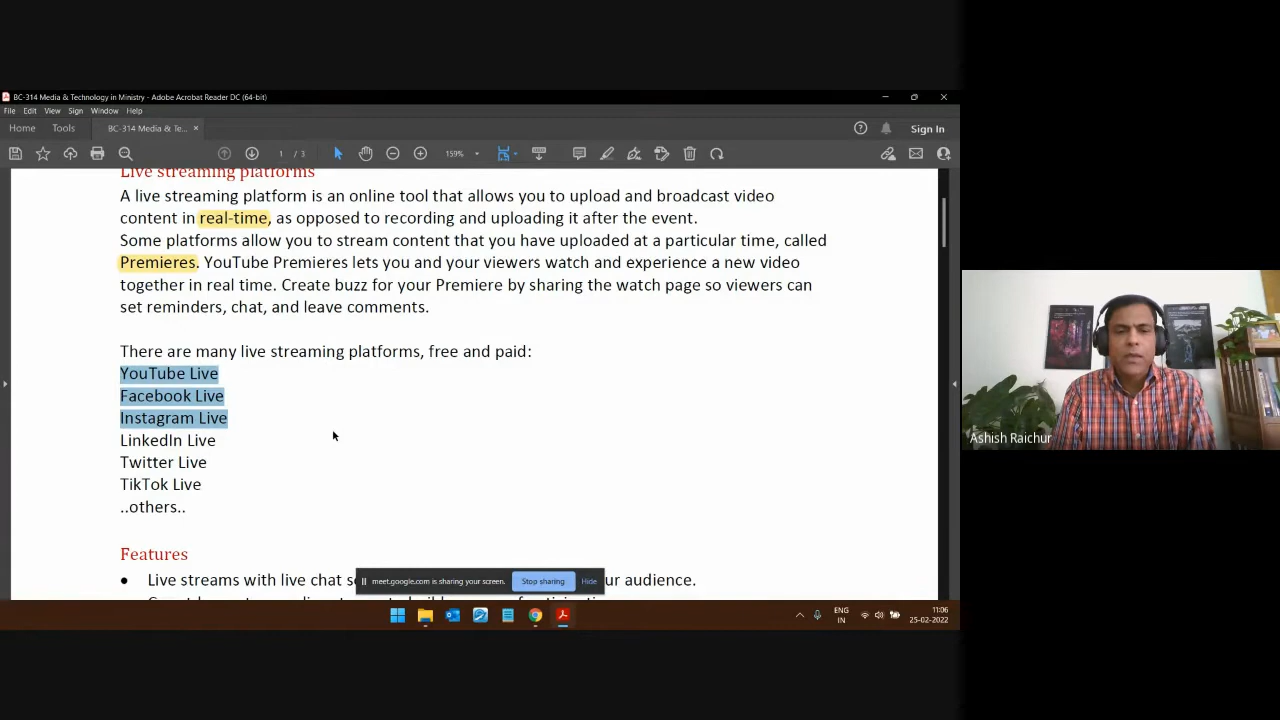 BC-314 Media & Technology in Ministry - Adobe Acrobat Reader DC (64-bit)
File Edit View Sign Window Help
Home Tools BC-314 Media & Te... × Sign In
1 / 3 159%
Live streaming platforms
A live streaming platform is an online tool that allows you to upload and broadcast video
content in real-time, as opposed to recording and uploading it after the event.
Some platforms allow you to stream content that you have uploaded at a particular time, called
Premieres. YouTube Premieres lets you and your viewers watch and experience a new video
together in real time. Create buzz for your Premiere by sharing the watch page so viewers can
set reminders, chat, and leave comments.
There are many live streaming platforms, free and paid:
YouTube Live
Facebook Live
Instagram Live
LinkedIn Live
Twitter Live
TikTok Live
..others..
Features
• Live streams with live chat ur audience.
meet.google.com is sharing your screen. Stop sharing Hide
ENG
IN
11:06
25-02-2022
Ashish Raichur